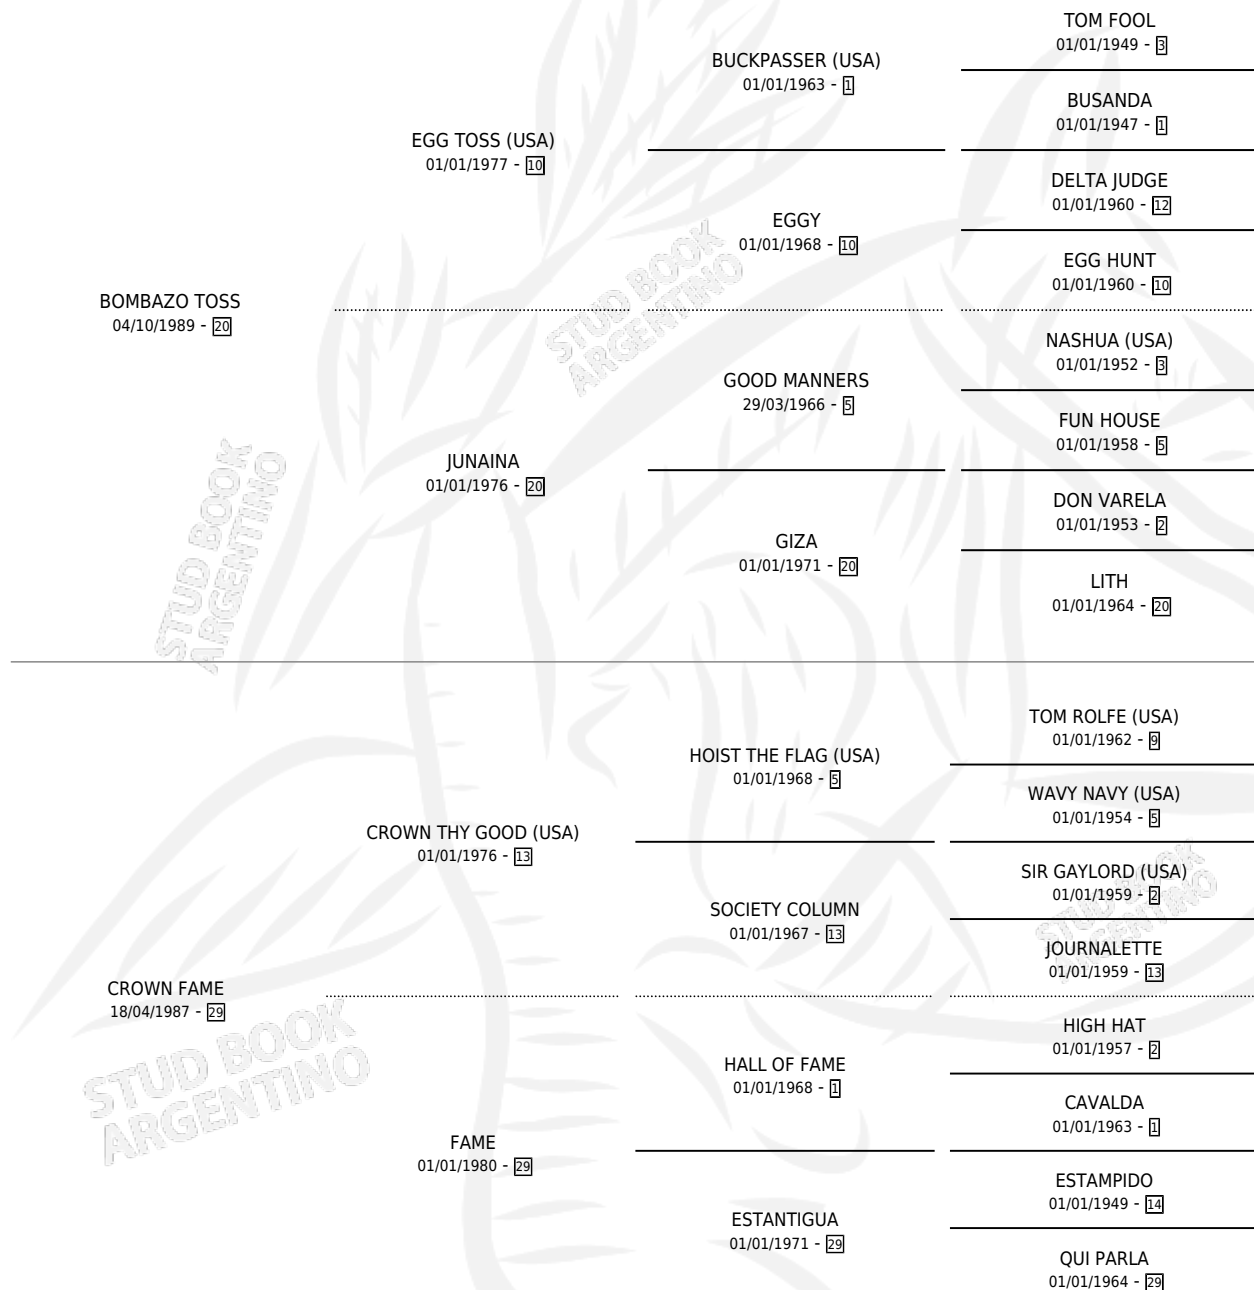 TOM FOOL
01/01/1949 - 3
BUCKPASSER (USA)
01/01/1963 - 1
BUSANDA
01/01/1947 - 1
EGG TOSS (USA)
01/01/1977 - 10
DELTA JUDGE
01/01/1960 - 12
EGGY
01/01/1968 - 10
EGG HUNT
01/01/1960 - 10
BOMBAZO TOSS
04/10/1989 - 20
STUD BOOK
ARGENTINO
NASHUA (USA)
01/01/1952 - 3
GOOD MANNERS
29/03/1966 - 5
FUN HOUSE
01/01/1958 - 5
JUNAINA
01/01/1976 - 20
DON VARELA
01/01/1953 - 2
GIZA
01/01/1971 - 20
LITH
01/01/1964 - 20
STUD BOOK
ARGENTINO
TOM ROLFE (USA)
01/01/1962 - 9
HOIST THE FLAG (USA)
01/01/1968 - 5
WAVY NAVY (USA)
01/01/1954 - 5
CROWN THY GOOD (USA)
01/01/1976 - 13
SIR GAYLORD (USA)
01/01/1959 - 2
SOCIETY COLUMN
01/01/1967 - 13
STUD BOOK
ARGENTINO
JOURNALETTE
01/01/1959 - 13
CROWN FAME
18/04/1987 - 29
STUD BOOK
ARGENTINO
HIGH HAT
01/01/1957 - 2
HALL OF FAME
01/01/1968 - 1
CAVALDA
01/01/1963 - 1
FAME
01/01/1980 - 29
ESTAMPIDO
01/01/1949 - 14
ESTANTIGUA
01/01/1971 - 29
QUI PARLA
01/01/1964 - 29